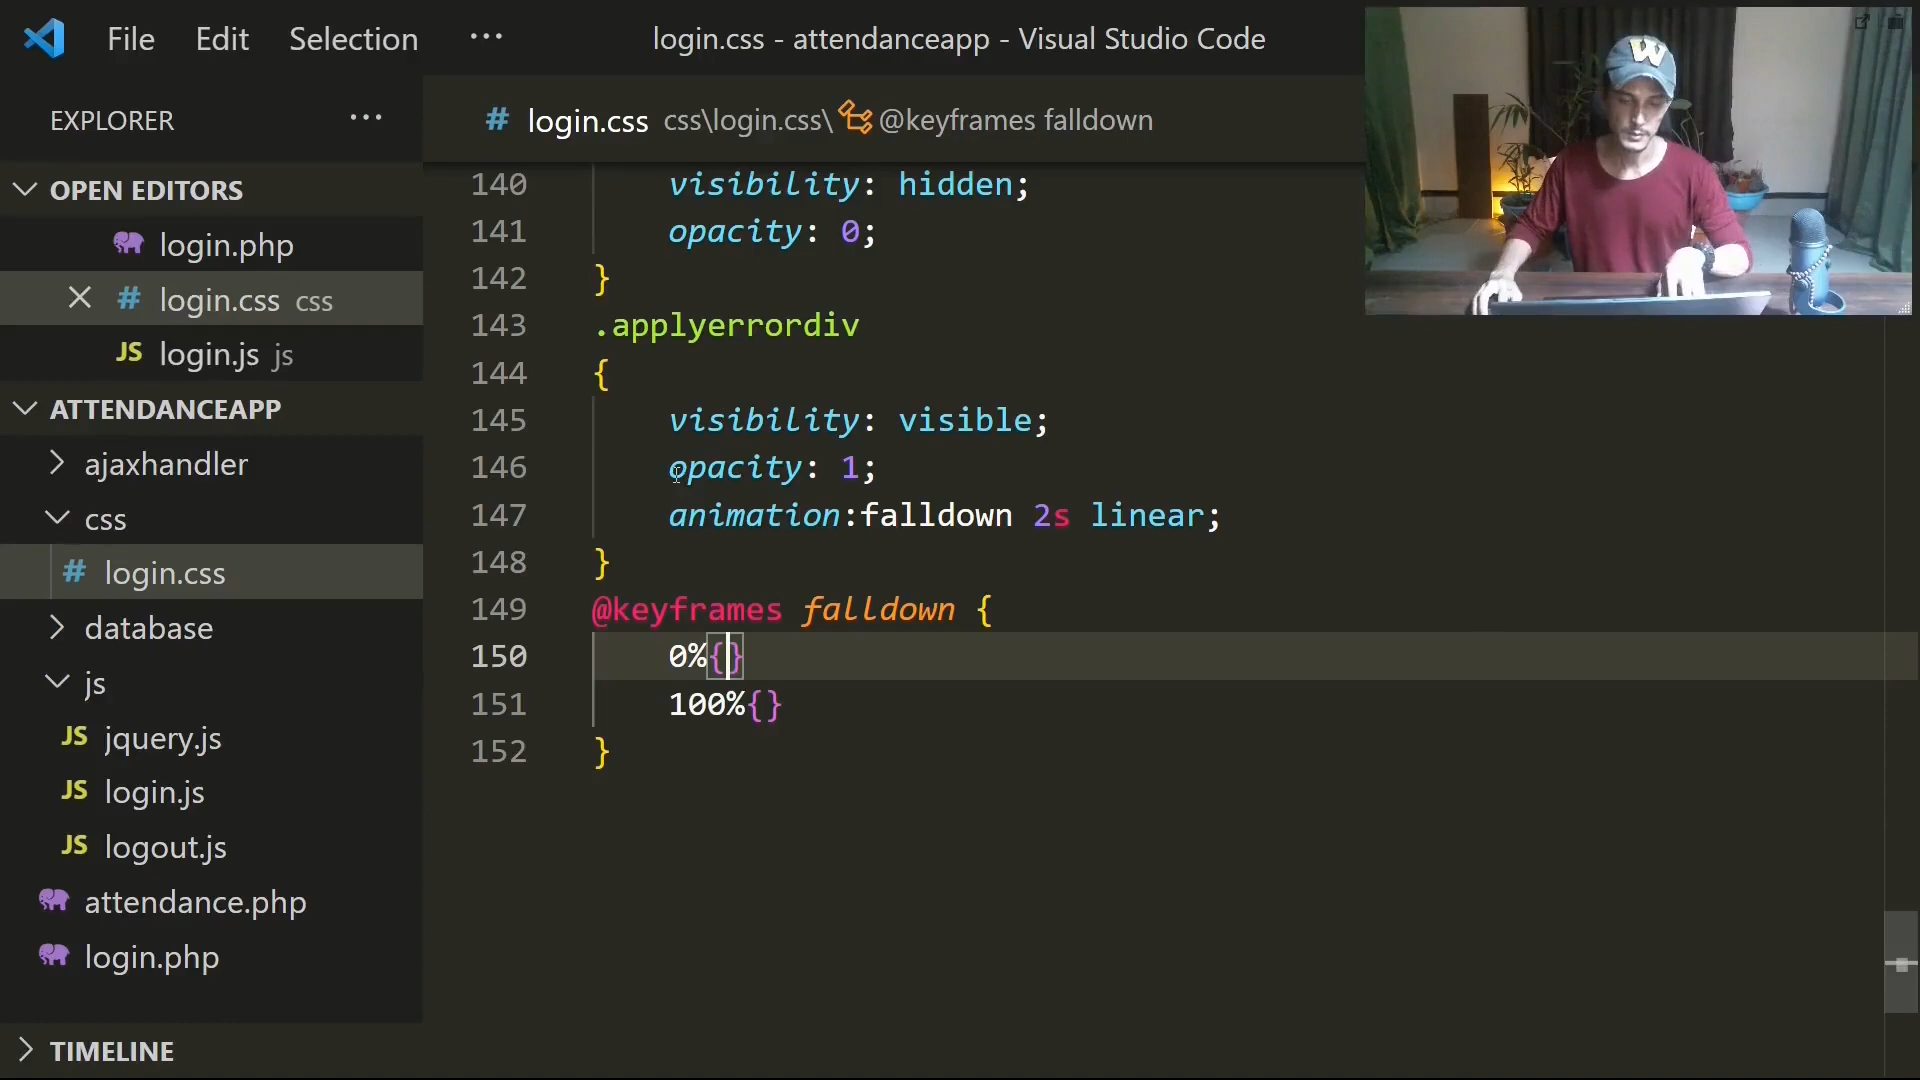 File Edit Selection ··· login.css - attendanceapp - Visual Studio Code
EXPLORER ···
# login.css css\login.css\ @keyframes falldown
OPEN EDITORS
login.php
# login.css css
JS login.js js
ATTENDANCEAPP
ajaxhandler
css
# login.css
database
js
JS jquery.js
JS login.js
JS logout.js
attendance.php
login.php
TIMELINE
140 visibility: hidden;
141 opacity: 0;
142 }
143 .applyerrordiv
144 {
145 visibility: visible;
146 opacity: 1;
147 animation:falldown 2s linear;
148 }
149 @keyframes falldown {
150 0%{}
151 100%{}
152 }
W